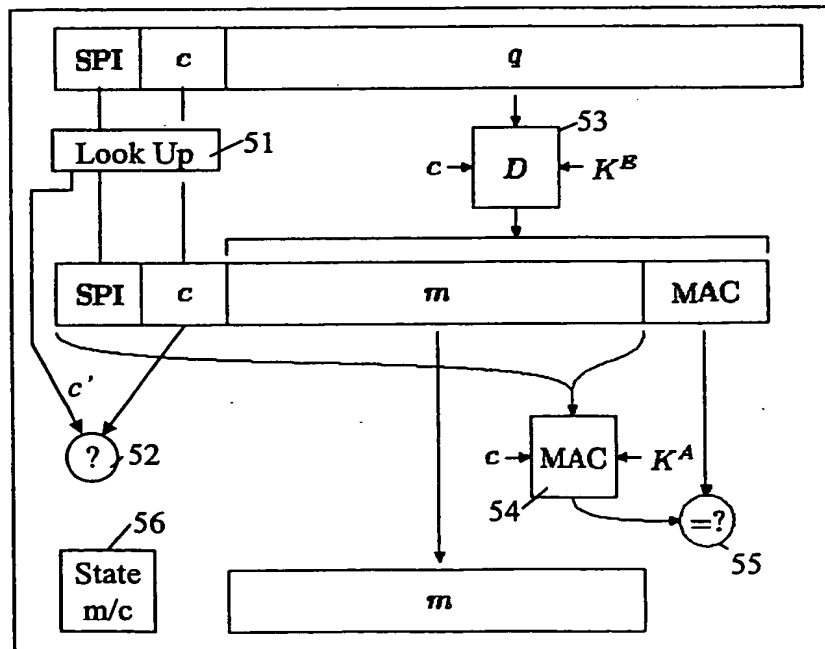 SPI c q
Look Up 51
53
c D K^E
SPI c m MAC
c'
? 52
c MAC K^A
54
=?
55
56
State
m/c
m